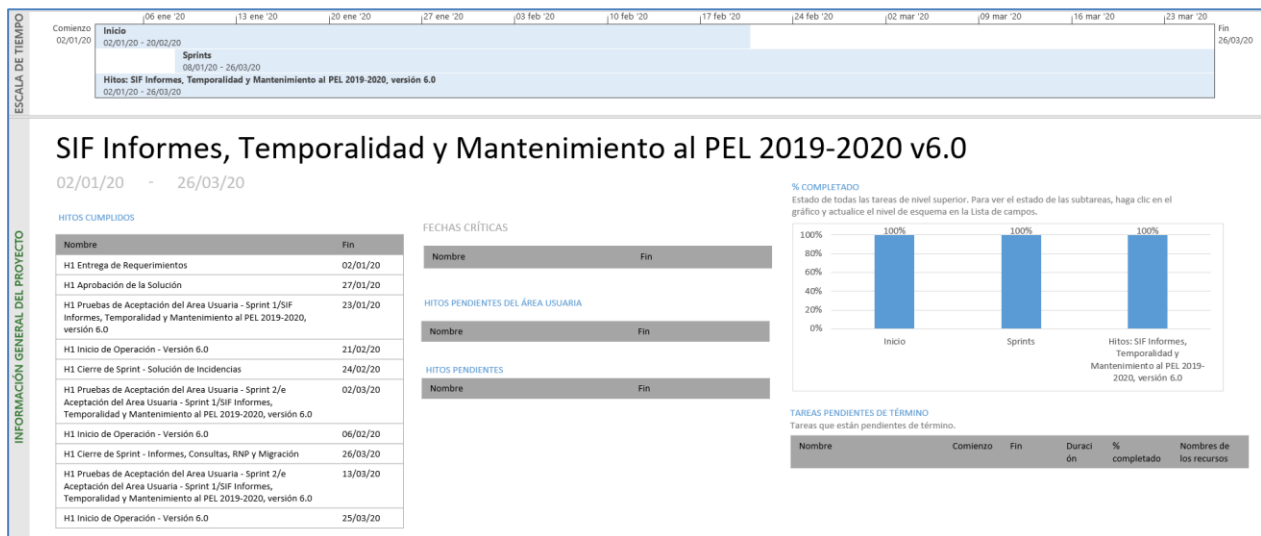 ESCALA DE TIEMPO
06 ene '20 13 ene '20 20 ene '20 27 ene '20 03 feb '20 10 feb '20 17 feb '20 24 feb '20 02 mar '20 09 mar '20 16 mar '20 23 mar '20
Comienzo
02/01/20
Inicio
02/01/20 - 20/02/20
Sprints
08/01/20 - 26/03/20
Hitos: SIF Informes, Temporalidad y Mantenimiento al PEL 2019-2020, versión 6.0
02/01/20 - 26/03/20
Fin
26/03/20
INFORMACIÓN GENERAL DEL PROYECTO
SIF Informes, Temporalidad y Mantenimiento al PEL 2019-2020 v6.0
02/01/20 - 26/03/20
HITOS CUMPLIDOS
Nombre Fin
H1 Entrega de Requerimientos 02/01/20
H1 Aprobación de la Solución 27/01/20
H1 Pruebas de Aceptación del Area Usuaria - Sprint 1/SIF 23/01/20
Informes, Temporalidad y Mantenimiento al PEL 2019-2020,
versión 6.0
H1 Inicio de Operación - Versión 6.0 21/02/20
H1 Cierre de Sprint - Solución de Incidencias 24/02/20
H1 Pruebas de Aceptación del Area Usuaria - Sprint 2/e 02/03/20
Aceptación del Area Usuaria - Sprint 1/SIF Informes,
Temporalidad y Mantenimiento al PEL 2019-2020, versión 6.0
H1 Inicio de Operación - Versión 6.0 06/02/20
H1 Cierre de Sprint - Informes, Consultas, RNP y Migración 26/03/20
H1 Pruebas de Aceptación del Area Usuaria - Sprint 2/e 13/03/20
Aceptación del Area Usuaria - Sprint 1/SIF Informes,
Temporalidad y Mantenimiento al PEL 2019-2020, versión 6.0
H1 Inicio de Operación - Versión 6.0 25/03/20
FECHAS CRÍTICAS
Nombre Fin
HITOS PENDIENTES DEL ÁREA USUARIA
Nombre Fin
HITOS PENDIENTES
Nombre Fin
% COMPLETADO
Estado de todas las tareas de nivel superior. Para ver el estado de las subtareas, haga clic en el
gráfico y actualice el nivel de esquema en la Lista de campos.
100% 100% 100%
100%
80%
60%
40%
20%
0%
Inicio Sprints Hitos: SIF Informes,
Temporalidad y
Mantenimiento al PEL 2019-
2020, versión 6.0
TAREAS PENDIENTES DE TÉRMINO
Tareas que están pendientes de término.
Nombre Comienzo Fin Duraci % Nombres de
ón completado los recursos